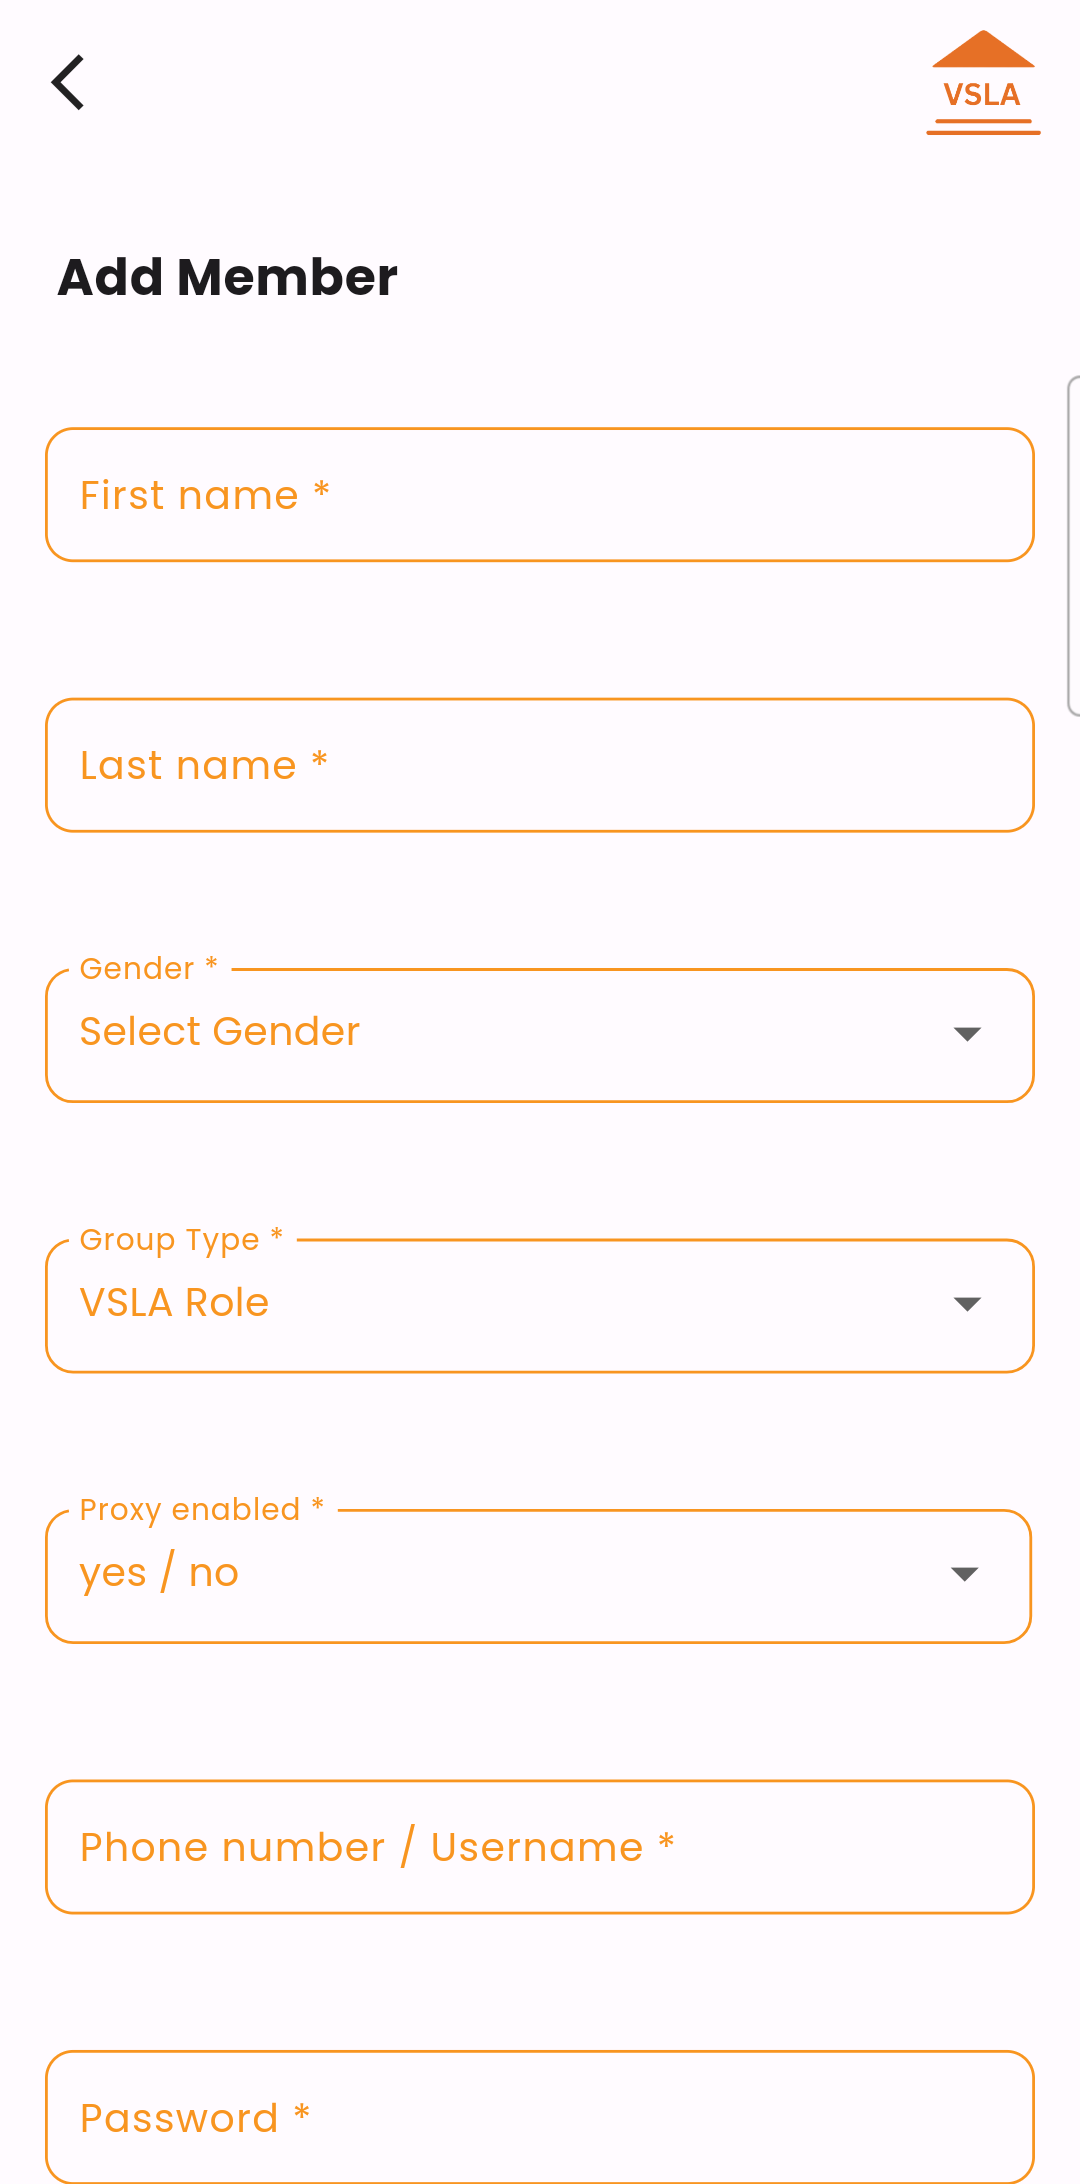 VSLA
Add Member
First name *
Last name *
Gender *
Select Gender
Group Type *
VSLA Role
Proxy enabled *
yes / no
Phone number / Username *
Password *